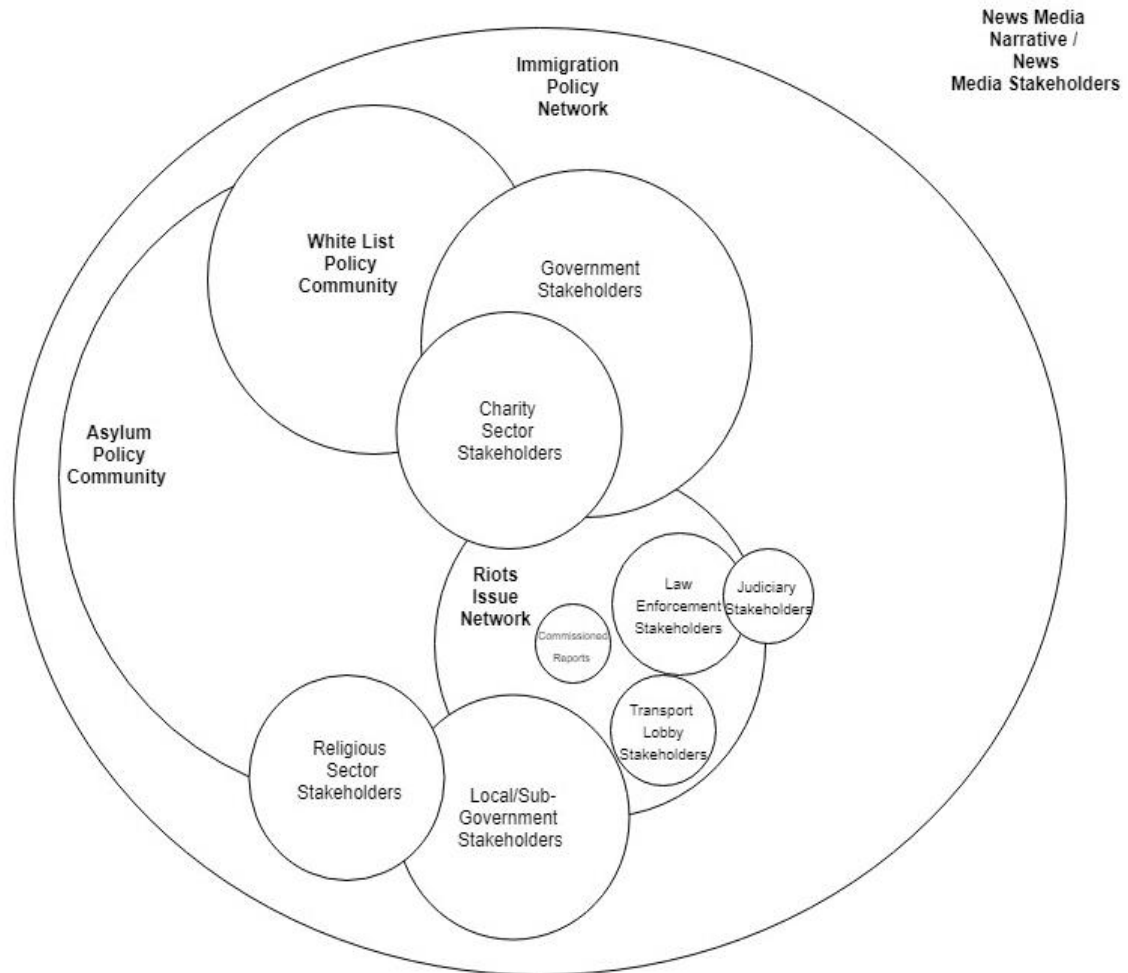 News Media
Narrative /
News
Media Stakeholders
Immigration
Policy
Network
White List
Policy
Community
Government
Stakeholders
Charity
Sector
Stakeholders
Asylum
Policy
Community
Riots
Issue
Network
Law
Enforcement
Stakeholders
Judiciary
Stakeholders
Commissioned
Reports
Transport
Lobby
Stakeholders
Religious
Sector
Stakeholders
Local/Sub-
Government
Stakeholders